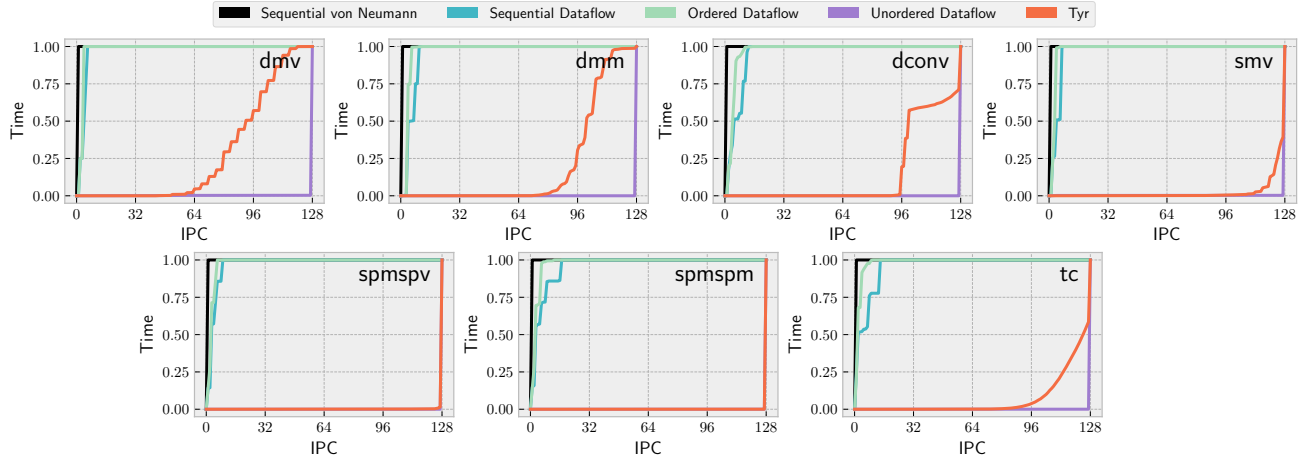 Sequential von Neumann Sequential Dataflow Ordered Dataflow Unordered Dataflow Tyr
1.00 0.75 0.50 0.25 0.00
Time
dmv
0 32 64 96 128
IPC
1.00 0.75 0.50 0.25 0.00
Time
dmm
0 32 64 96 128
IPC
1.00 0.75 0.50 0.25 0.00
Time
dconv
0 32 64 96 128
IPC
1.00 0.75 0.50 0.25 0.00
Time
smv
0 32 64 96 128
IPC
1.00 0.75 0.50 0.25 0.00
Time
spmspv
0 32 64 96 128
IPC
1.00 0.75 0.50 0.25 0.00
Time
spmspm
0 32 64 96 128
IPC
1.00 0.75 0.50 0.25 0.00
Time
tc
0 32 64 96 128
IPC